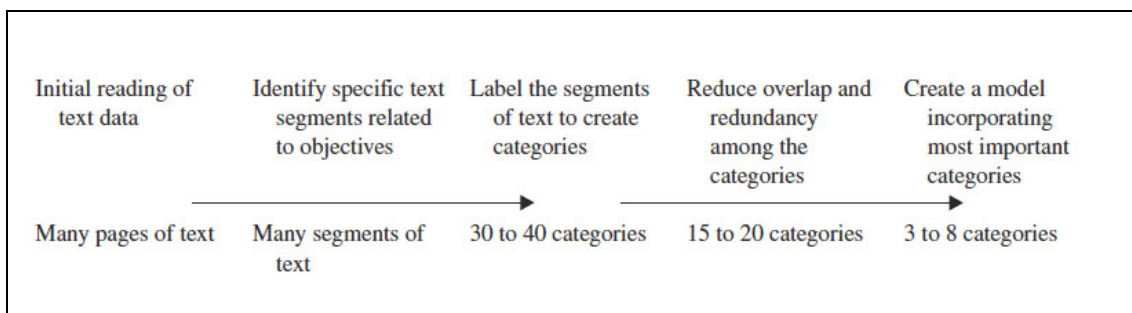 Initial reading of
text data
Identify specific text
segments related
to objectives
Label the segments
of text to create
categories
Reduce overlap and
redundancy
among the
categories
Create a model
incorporating
most important
categories
Many pages of text
Many segments of
text
30 to 40 categories
15 to 20 categories
3 to 8 categories